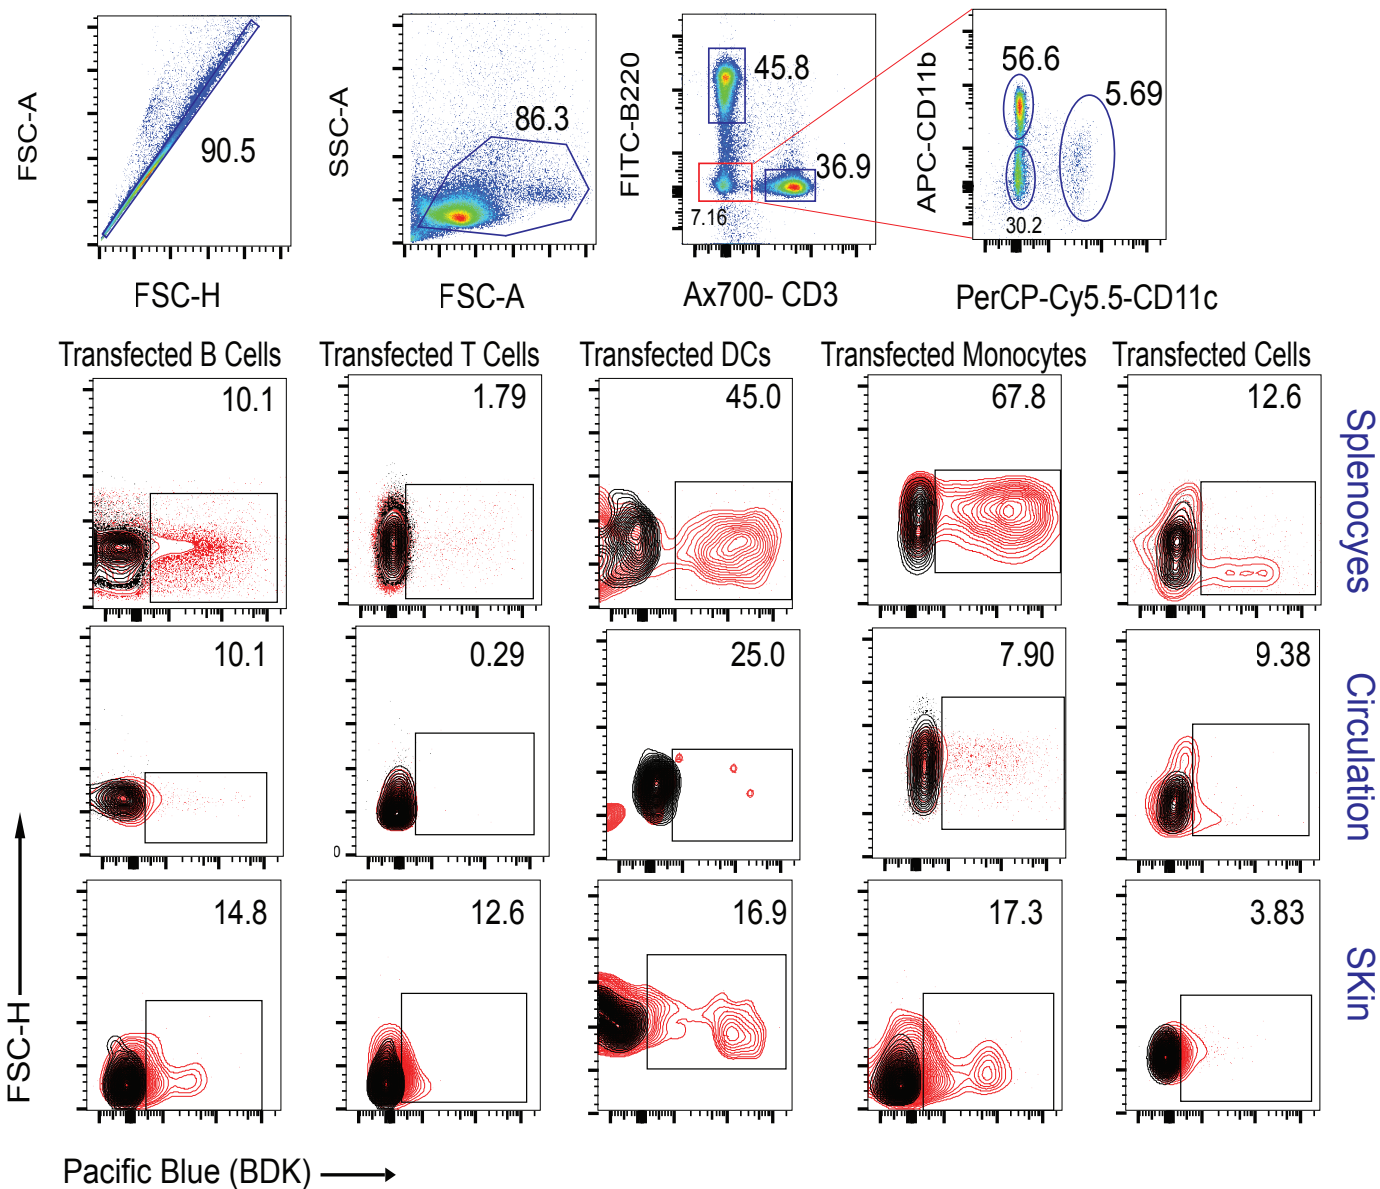 FSC-A
90.5
FSC-H
SSC-A
86.3
FSC-A
FITC-B220
45.8
36.9
7.16
Ax700- CD3
APC-CD11b
56.6
5.69
30.2
PerCP-Cy5.5-CD11c
Transfected B Cells
Transfected T Cells
Transfected DCs
Transfected Monocytes
Transfected Cells
10.1
1.79
45.0
67.8
12.6
Splenocyes
10.1
0.29
25.0
7.90
9.38
Circulation
0
14.8
12.6
16.9
17.3
3.83
SKin
FSC-H
Pacific Blue (BDK)